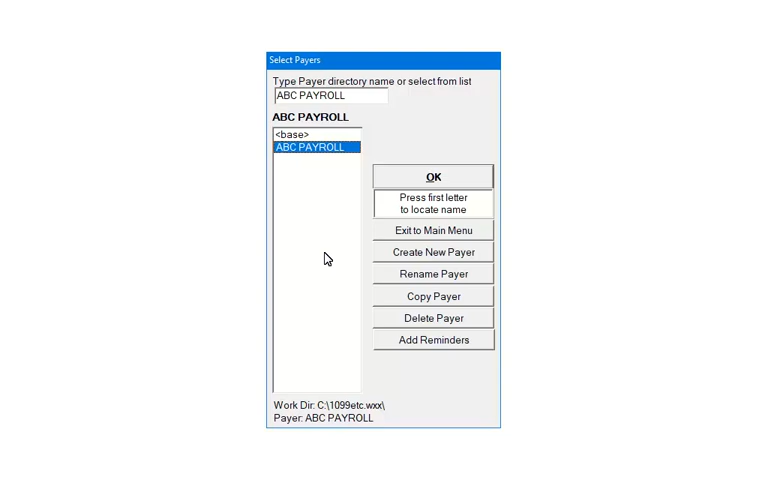 Select Payers
Type Payer directory name or select from list
ABC PAYROLL
ABC PAYROLL
<base>
ABC PAYROLL
OK
Press first letter
to locate name
Exit to Main Menu
Create New Payer
Rename Payer
Copy Payer
Delete Payer
Add Reminders
Work Dir: C:\1099etc.wxx\
Payer: ABC PAYROLL